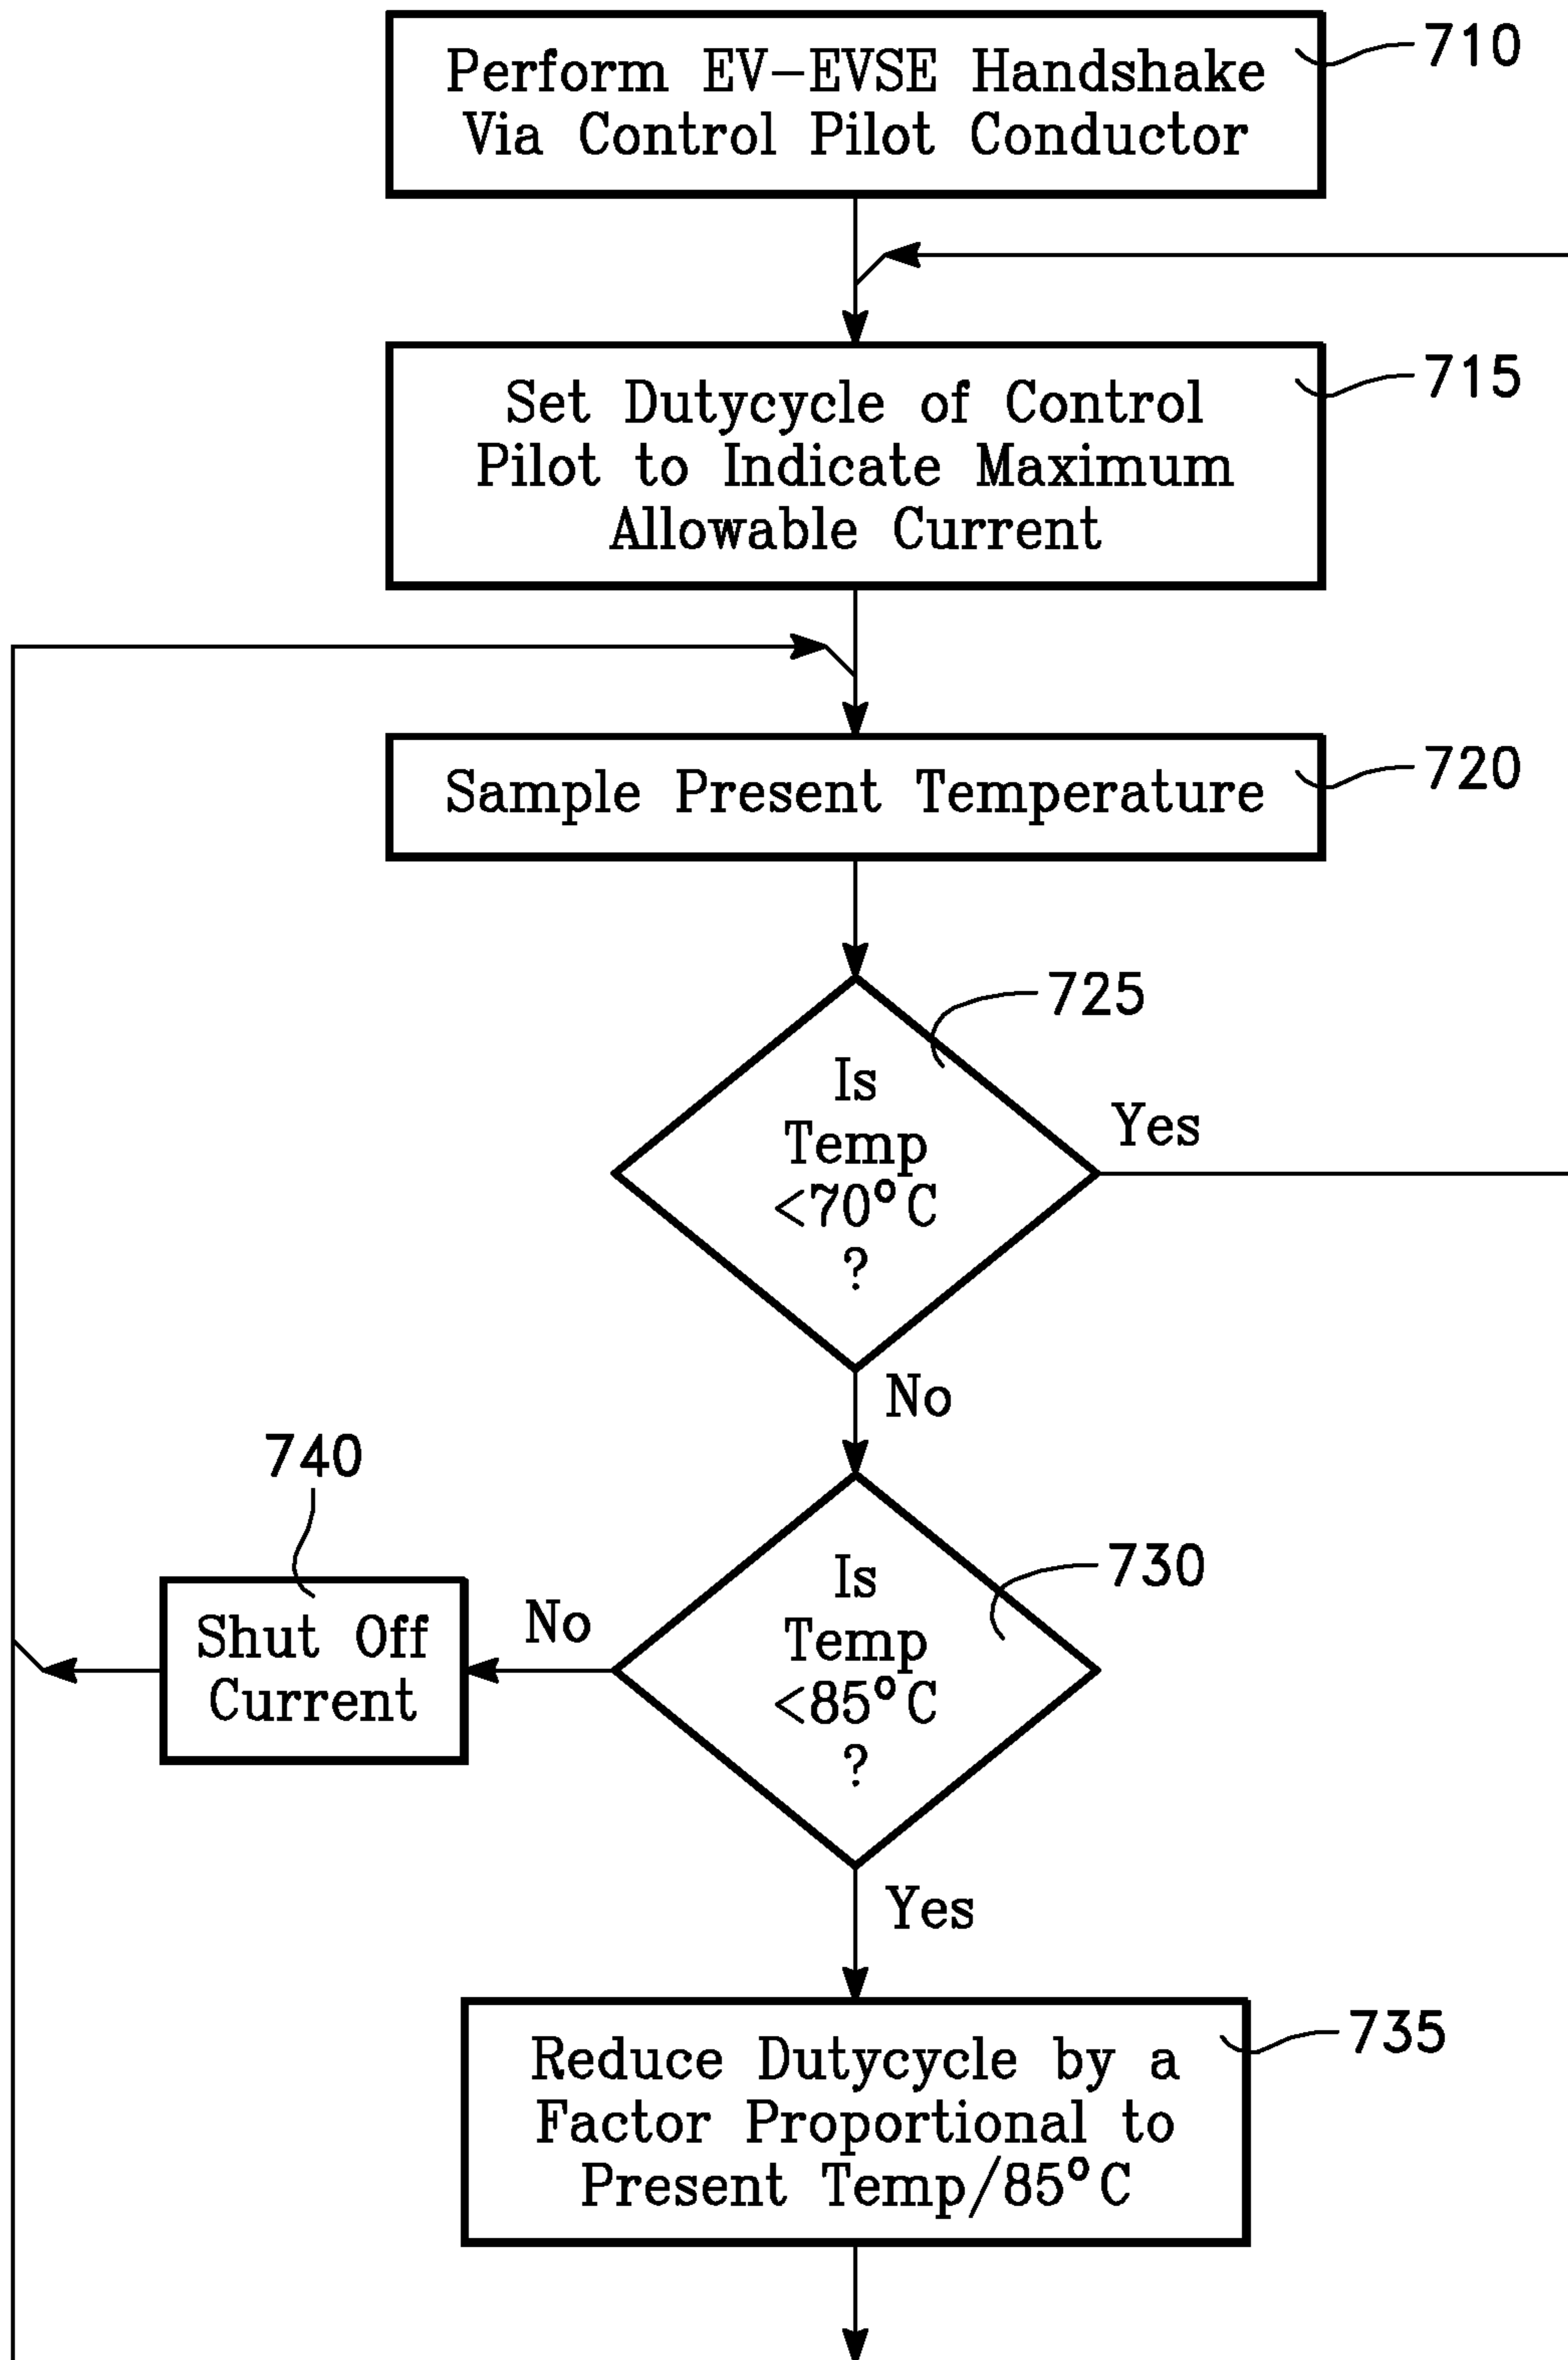 Perform EV-EVSE Handshake
Via Control Pilot Conductor
710
Set Dutycycle of Control
Pilot to Indicate Maximum
Allowable Current
715
Sample Present Temperature
720
725
Is
Temp
<70°C
?
Yes
No
740
Shut Off
Current
No
730
Is
Temp
<85°C
?
Yes
735
Reduce Dutycycle by a
Factor Proportional to
Present Temp/85°C